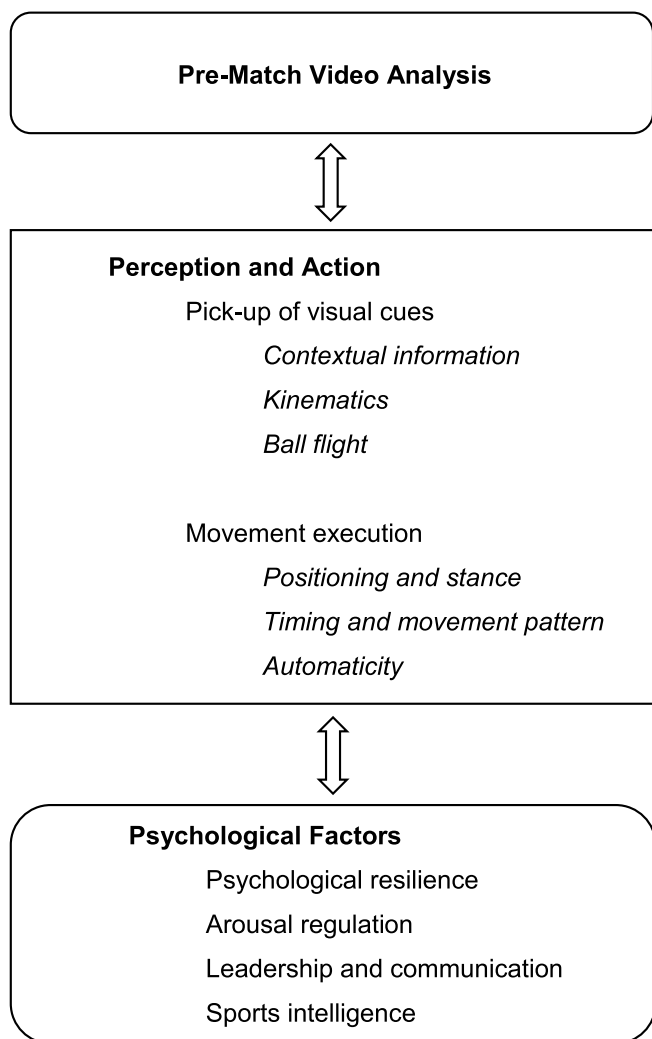 Pre-Match Video Analysis
Perception and Action
Pick-up of visual cues
Contextual information
Kinematics
Ball flight
Movement execution
Positioning and stance
Timing and movement pattern
Automaticity
Psychological Factors
Psychological resilience
Arousal regulation
Leadership and communication
Sports intelligence